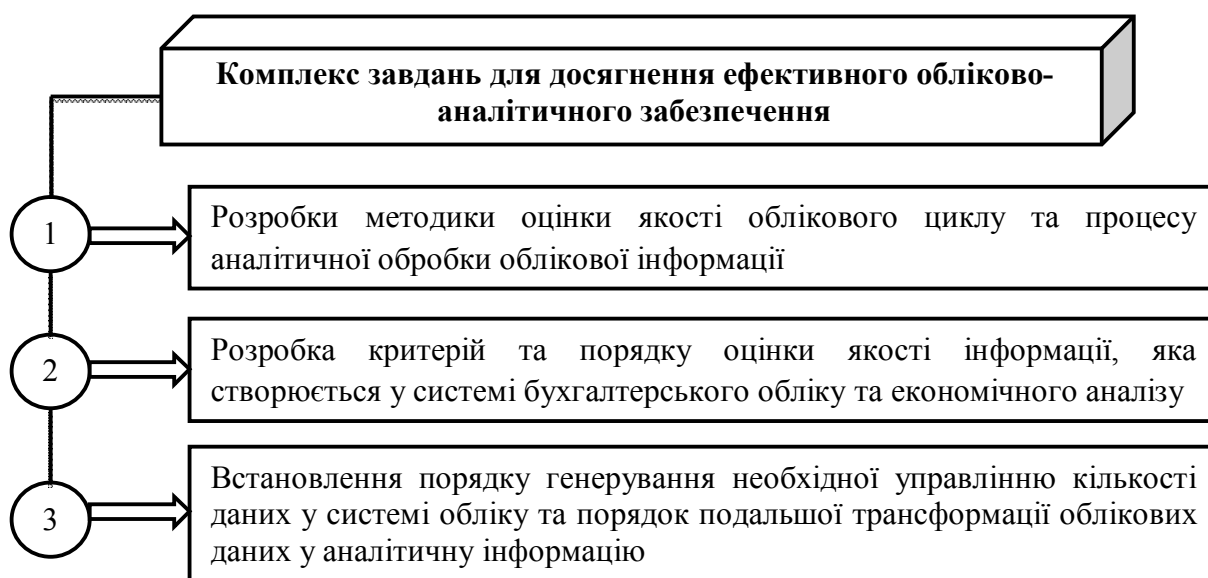 Комплекс завдань для досягнення ефективного обліково-
аналітичного забезпечення
1
Розробки методики оцінки якості облікового циклу та процесу
аналітичної обробки облікової інформації
2
Розробка критерій та порядку оцінки якості інформації, яка
створюється у системі бухгалтерського обліку та економічного аналізу
3
Встановлення порядку генерування необхідної управлінню кількості
даних у системі обліку та порядок подальшої трансформації облікових
даних у аналітичну інформацію